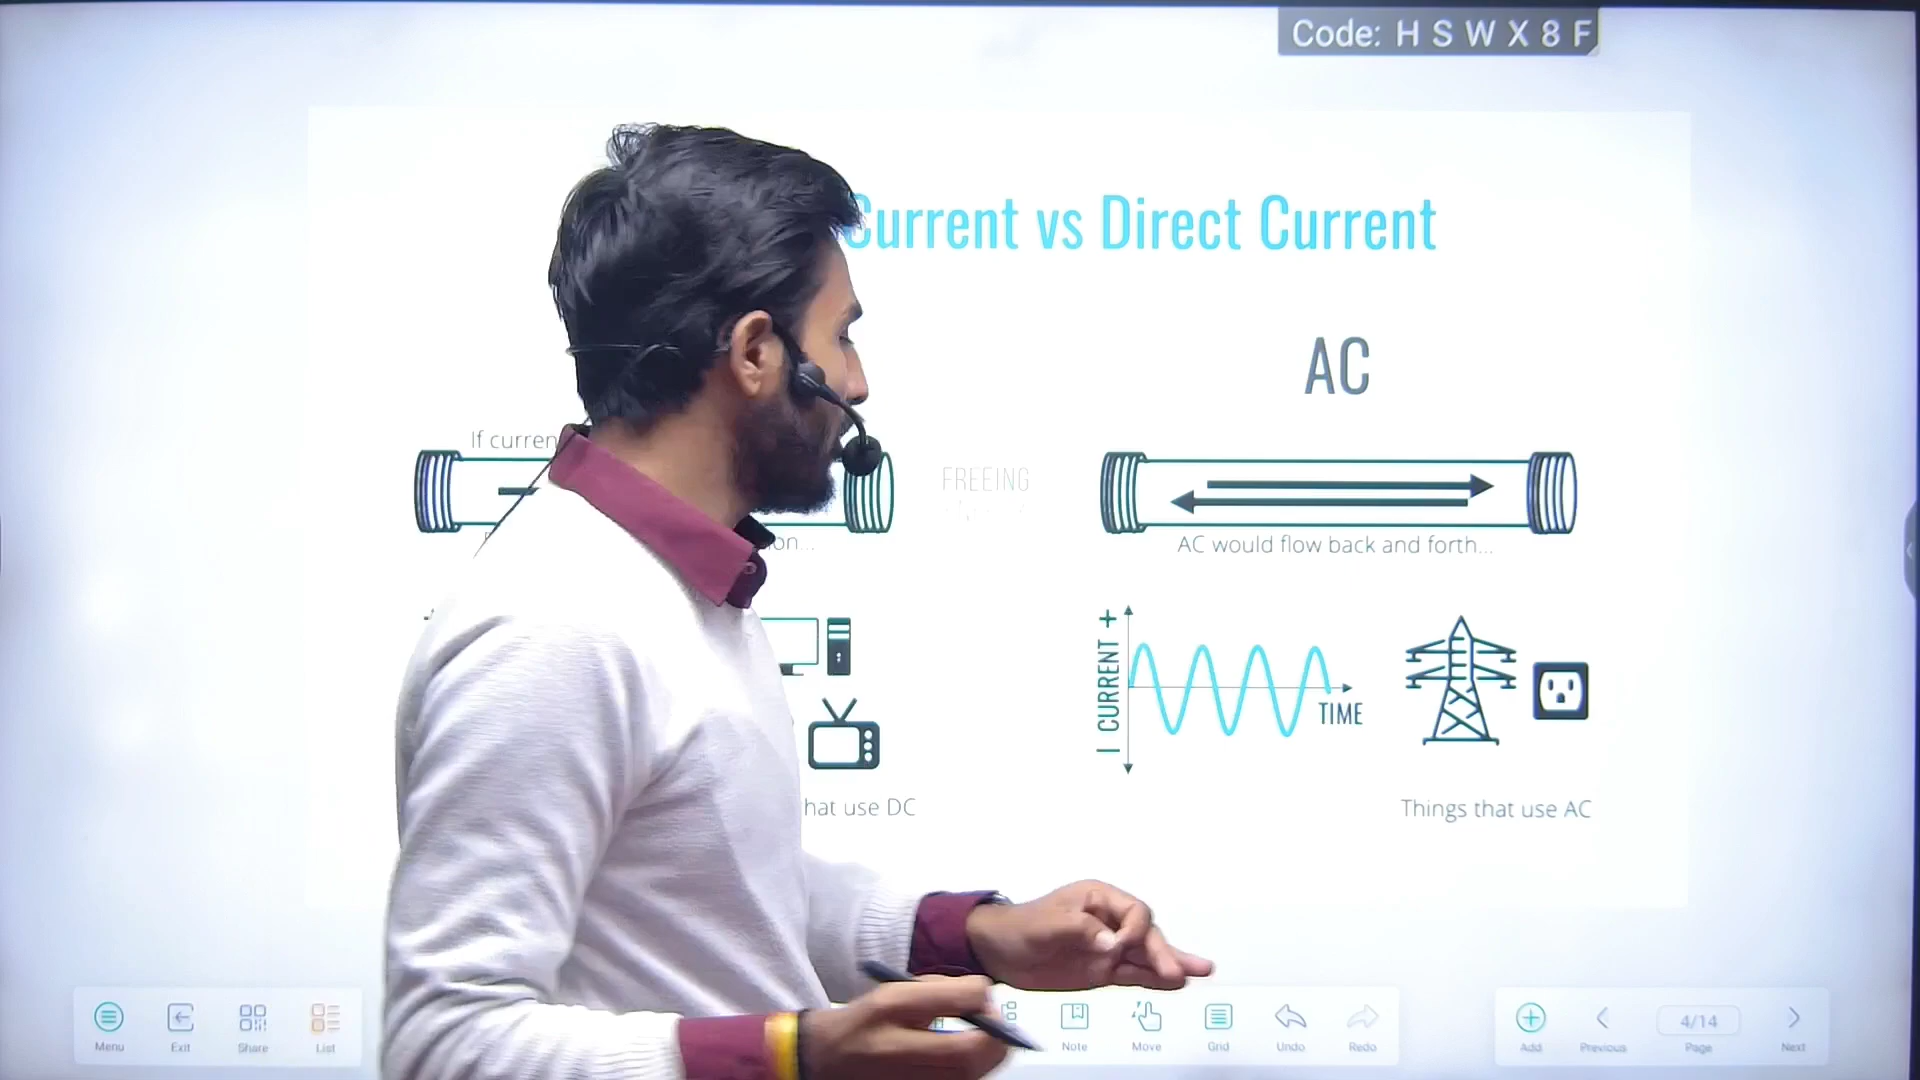 Code: H S W X 8 F
Current vs Direct Current
AC
If curren
FREEING
on...
AC would flow back and forth...
I CURRENT +
TIME
hat use DC
Things that use AC
Menu
Exit
Share
List
Note
Move
Grid
Undo
Redo
Add
Previous
4/14
Page
Next